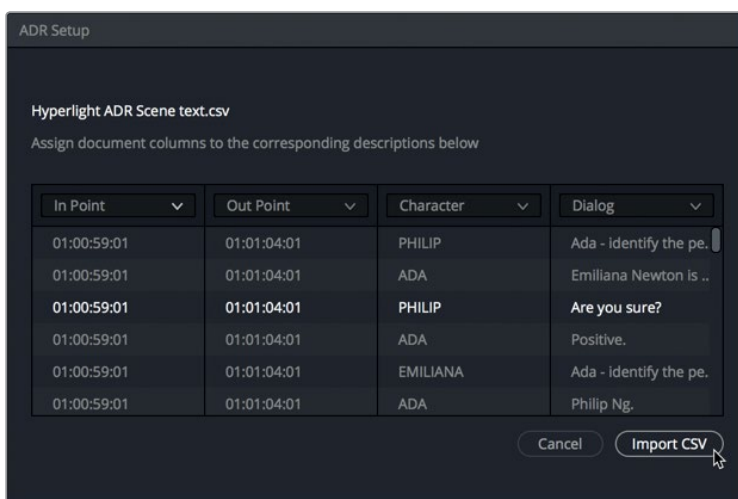 ADR Setup
Hyperlight ADR Scene text.csv
Assign document columns to the corresponding descriptions below
In Point Out Point Character Dialog
01:00:59:01 01:01:04:01 PHILIP Ada - identify the pe.
01:00:59:01 01:01:04:01 ADA Emiliana Newton is ..
01:00:59:01 01:01:04:01 PHILIP Are you sure?
01:00:59:01 01:01:04:01 ADA Positive.
01:00:59:01 01:01:04:01 EMILIANA Ada - identify the pe.
01:00:59:01 01:01:04:01 ADA Philip Ng.
Cancel Import CSV